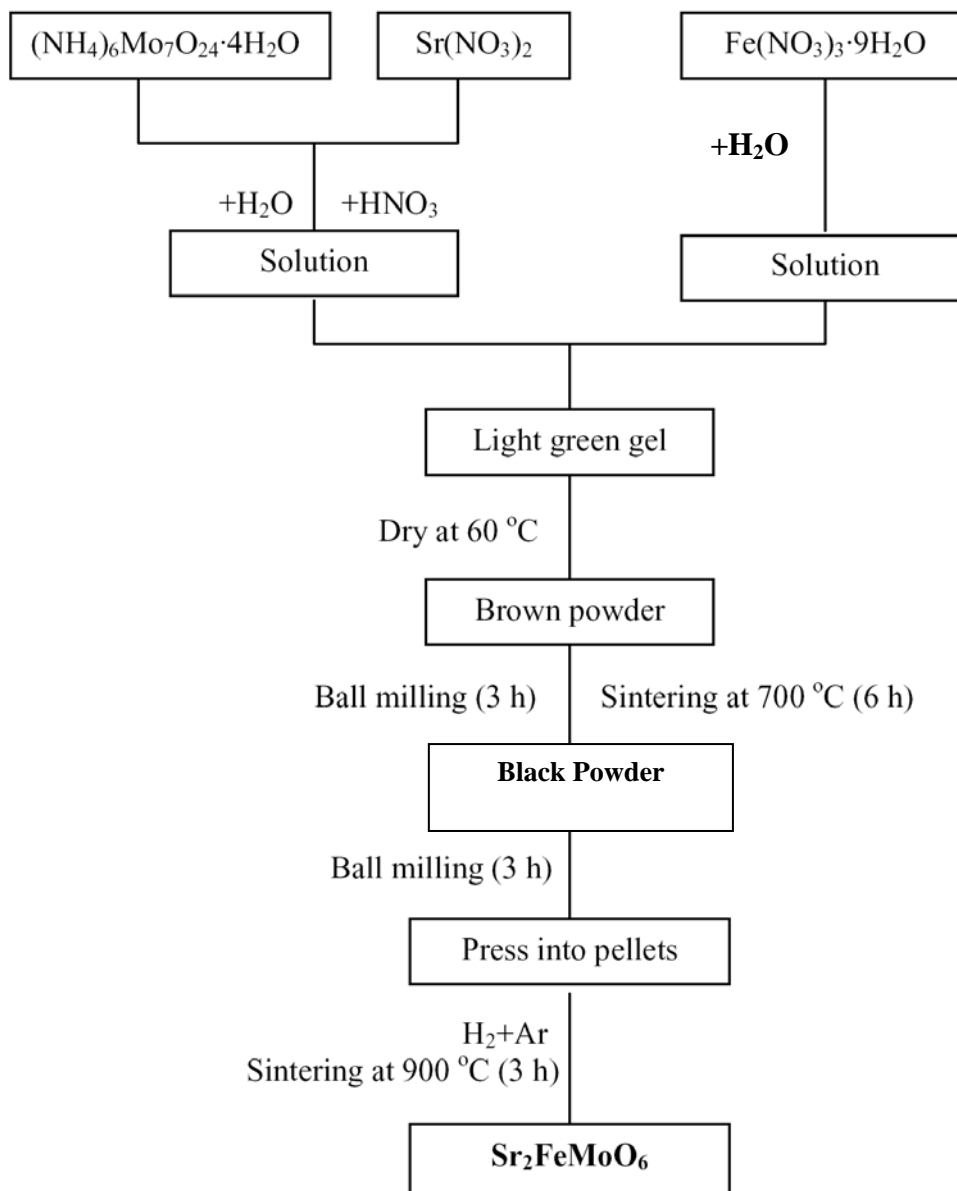 (NH₄)₆Mo₇O₂₄·4H₂O
Sr(NO₃)₂
Fe(NO₃)₃·9H₂O
+H₂O
+H₂O
+HNO₃
Solution
Solution
Light green gel
Dry at 60 °C
Brown powder
Ball milling (3 h)
Sintering at 700 °C (6 h)
Black Powder
Ball milling (3 h)
Press into pellets
H₂+Ar
Sintering at 900 °C (3 h)
Sr₂FeMoO₆